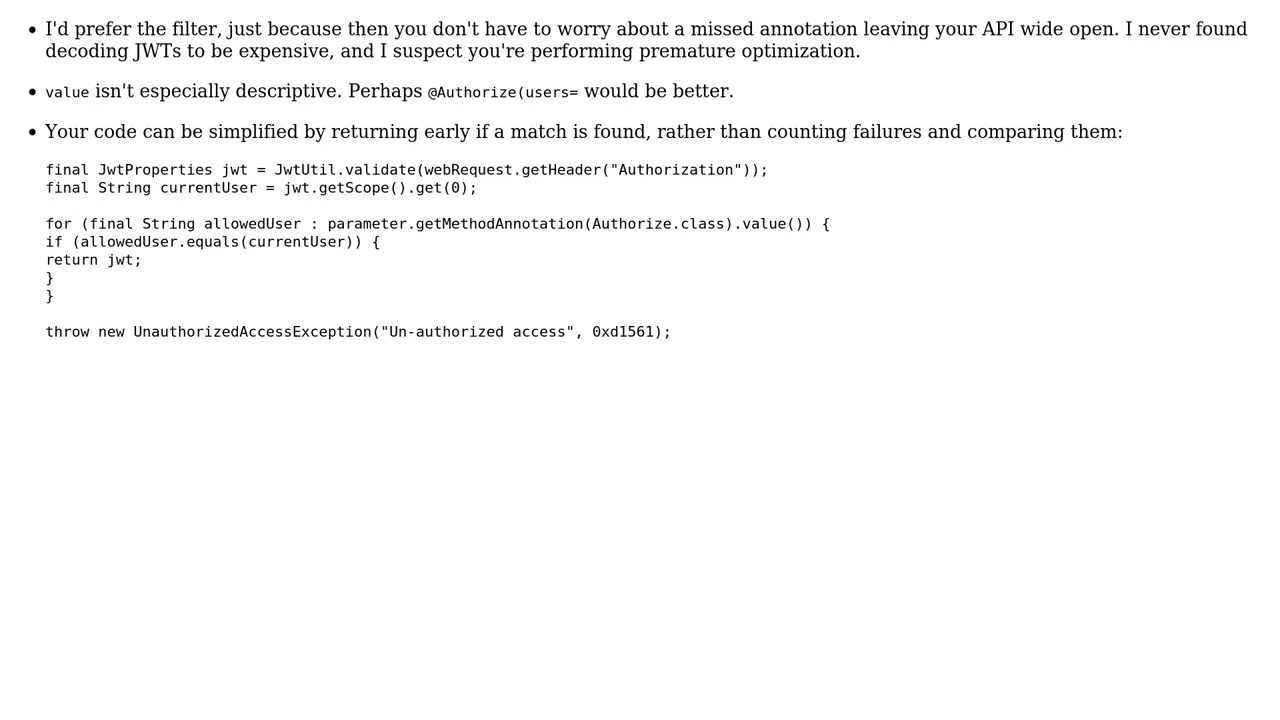 • I'd prefer the filter, just because then you don't have to worry about a missed annotation leaving your API wide open. I never found
decoding JWTs to be expensive, and I suspect you're performing premature optimization.
• value isn't especially descriptive. Perhaps @Authorize(users= would be better.
• Your code can be simplified by returning early if a match is found, rather than counting failures and comparing them:
final JwtProperties jwt = JwtUtil.validate(webRequest.getHeader("Authorization"));
final String currentUser = jwt.getScope().get(0);
for (final String allowedUser : parameter.getMethodAnnotation(Authorize.class).value()) {
if (allowedUser.equals(currentUser)) {
return jwt;
}
}
throw new UnauthorizedAccessException("Un-authorized access", 0xd1561);